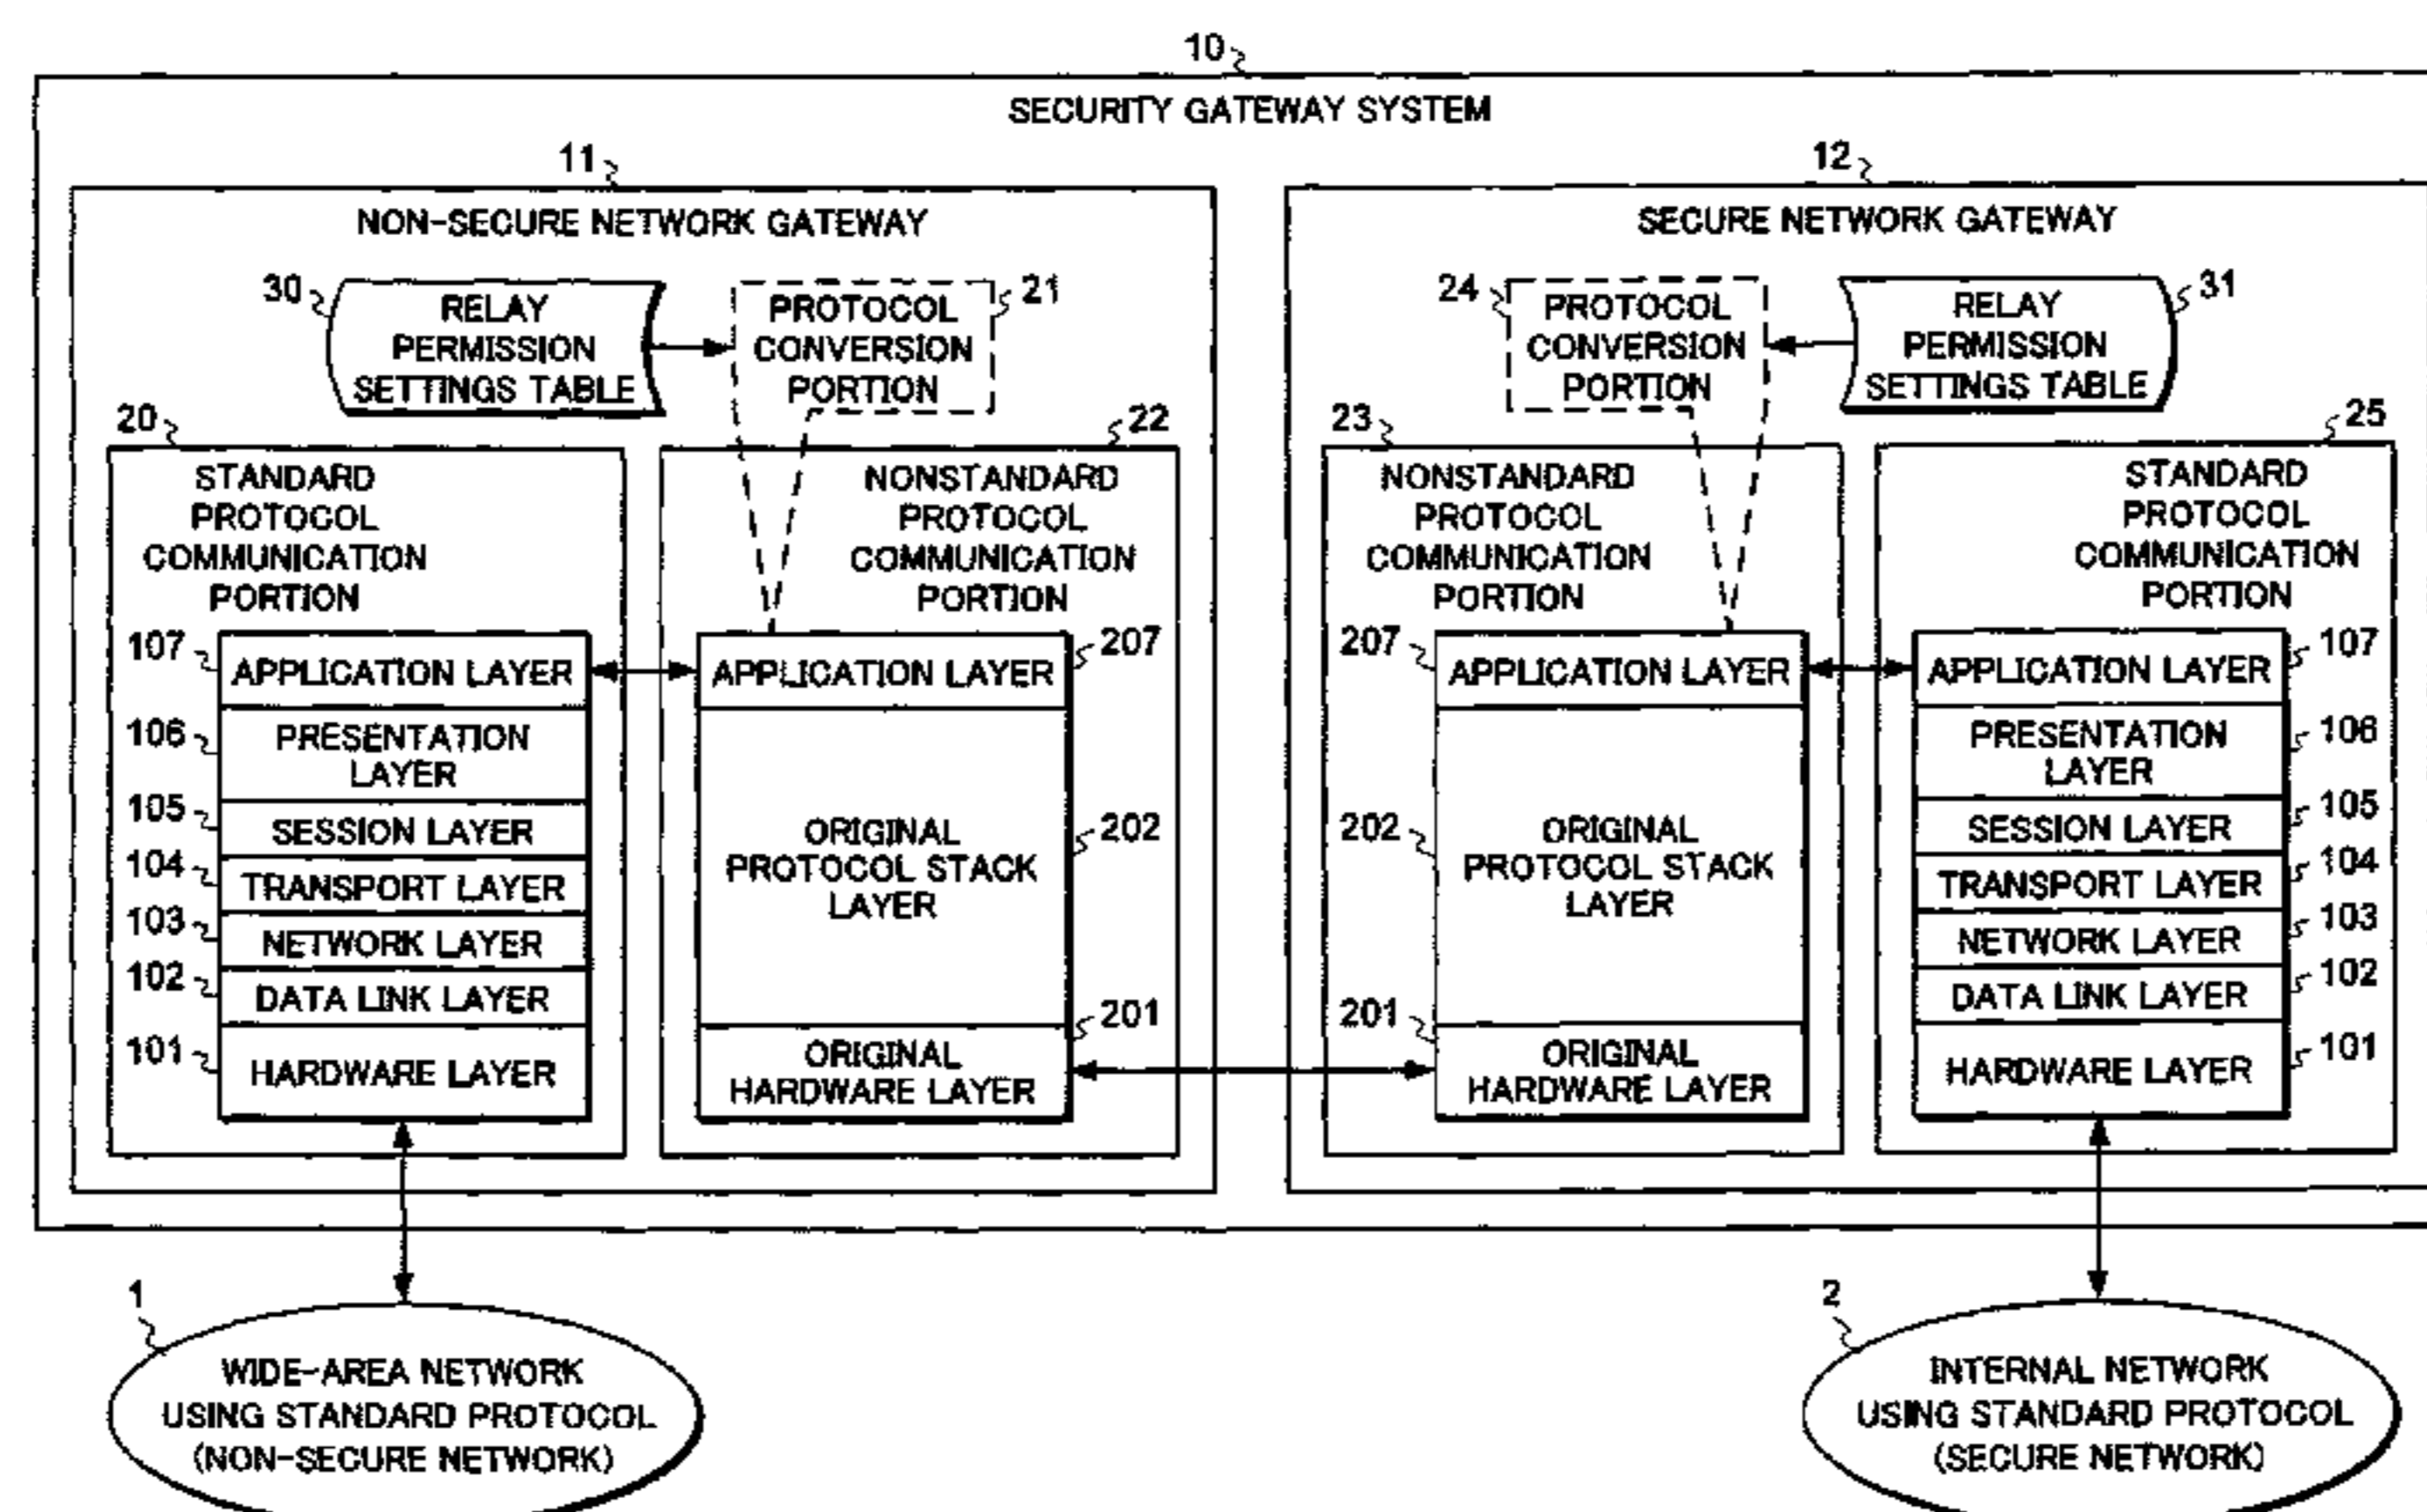 10
SECURITY GATEWAY SYSTEM
11
NON-SECURE NETWORK GATEWAY
30
RELAY
PERMISSION
SETTINGS TABLE
PROTOCOL
CONVERSION
PORTION
21
20
STANDARD
PROTOCOL
COMMUNICATION
PORTION
107
APPLICATION LAYER
106
PRESENTATION
LAYER
105
SESSION LAYER
104
TRANSPORT LAYER
103
NETWORK LAYER
102
DATA LINK LAYER
101
HARDWARE LAYER
22
NONSTANDARD
PROTOCOL
COMMUNICATION
PORTION
APPLICATION LAYER
207
ORIGINAL
PROTOCOL STACK
LAYER
202
ORIGINAL
HARDWARE LAYER
201
12
SECURE NETWORK GATEWAY
24
PROTOCOL
CONVERSION
PORTION
RELAY
PERMISSION
SETTINGS TABLE
31
23
NONSTANDARD
PROTOCOL
COMMUNICATION
PORTION
207
APPLICATION LAYER
202
ORIGINAL
PROTOCOL STACK
LAYER
201
ORIGINAL
HARDWARE LAYER
25
STANDARD
PROTOCOL
COMMUNICATION
PORTION
APPLICATION LAYER
107
PRESENTATION
LAYER
106
SESSION LAYER
105
TRANSPORT LAYER
104
NETWORK LAYER
103
DATA LINK LAYER
102
HARDWARE LAYER
101
1
WIDE-AREA NETWORK
USING STANDARD PROTOCOL
(NON-SECURE NETWORK)
2
INTERNAL NETWORK
USING STANDARD PROTOCOL
(SECURE NETWORK)